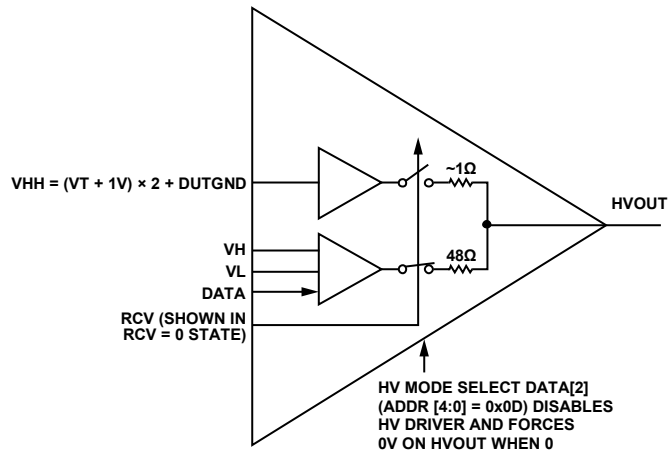 VHH = (VT + 1V) × 2 + DUTGND
~1Ω
HVOUT
VH
VL
48Ω
DATA
RCV (SHOWN IN
RCV = 0 STATE)
HV MODE SELECT DATA[2]
(ADDR [4:0] = 0x0D) DISABLES
HV DRIVER AND FORCES
0V ON HVOUT WHEN 0